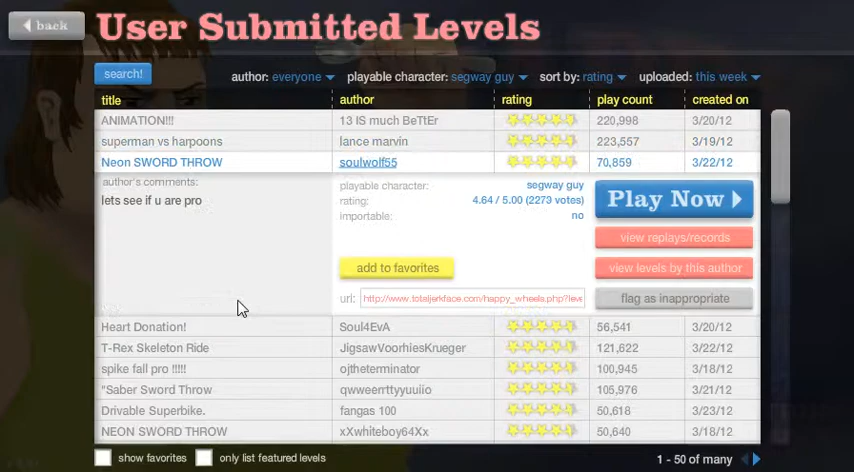 back
User Submitted Levels
search! author: everyone playable character: segway guy sort by: rating uploaded: this week
title author rating play count created on
ANIMATION!!! 13 IS much BeTtEr 220,998 3/20/12
superman vs harpoons lance marvin 223,557 3/19/12
Neon SWORD THROW soulwolf55 70,859 3/22/12
author's comments:
lets see if u are pro
playable character: segway guy
rating: 4.64 / 5.00 (2273 votes)
importable: no
add to favorites
url: http://www.totaljerkface.com/happy_wheels.php?leve
Play Now
view replays/records
view levels by this author
flag as inappropriate
Heart Donation! Soul4EvA 56,541 3/20/12
T-Rex Skeleton Ride JigsawVoorhiesKrueger 121,622 3/22/12
spike fall pro !!!!! ojtheterminator 100,945 3/18/12
"Saber Sword Throw qwweerrttyyuuiio 105,976 3/21/12
Drivable Superbike. fangas 100 50,618 3/23/12
NEON SWORD THROW xXwhiteboy64Xx 50,640 3/18/12
show favorites only list featured levels 1 - 50 of many